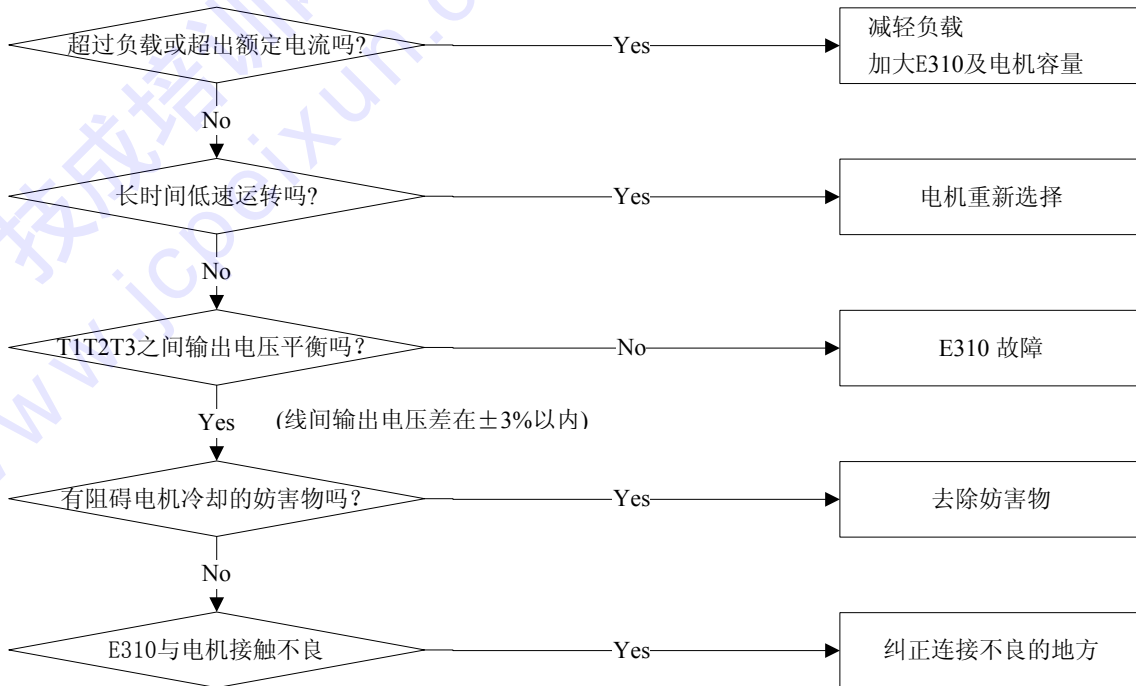 超过负载或超出额定电流吗?
Yes
减轻负载
加大E310及电机容量
No
长时间低速运转吗?
Yes
电机重新选择
No
T1T2T3之间输出电压平衡吗?
No
E310 故障
Yes
(线间输出电压差在±3%以内)
有阻碍电机冷却的妨害物吗?
Yes
去除妨害物
No
E310与电机接触不良
Yes
纠正连接不良的地方
技成培训
www.jcpeixun.c